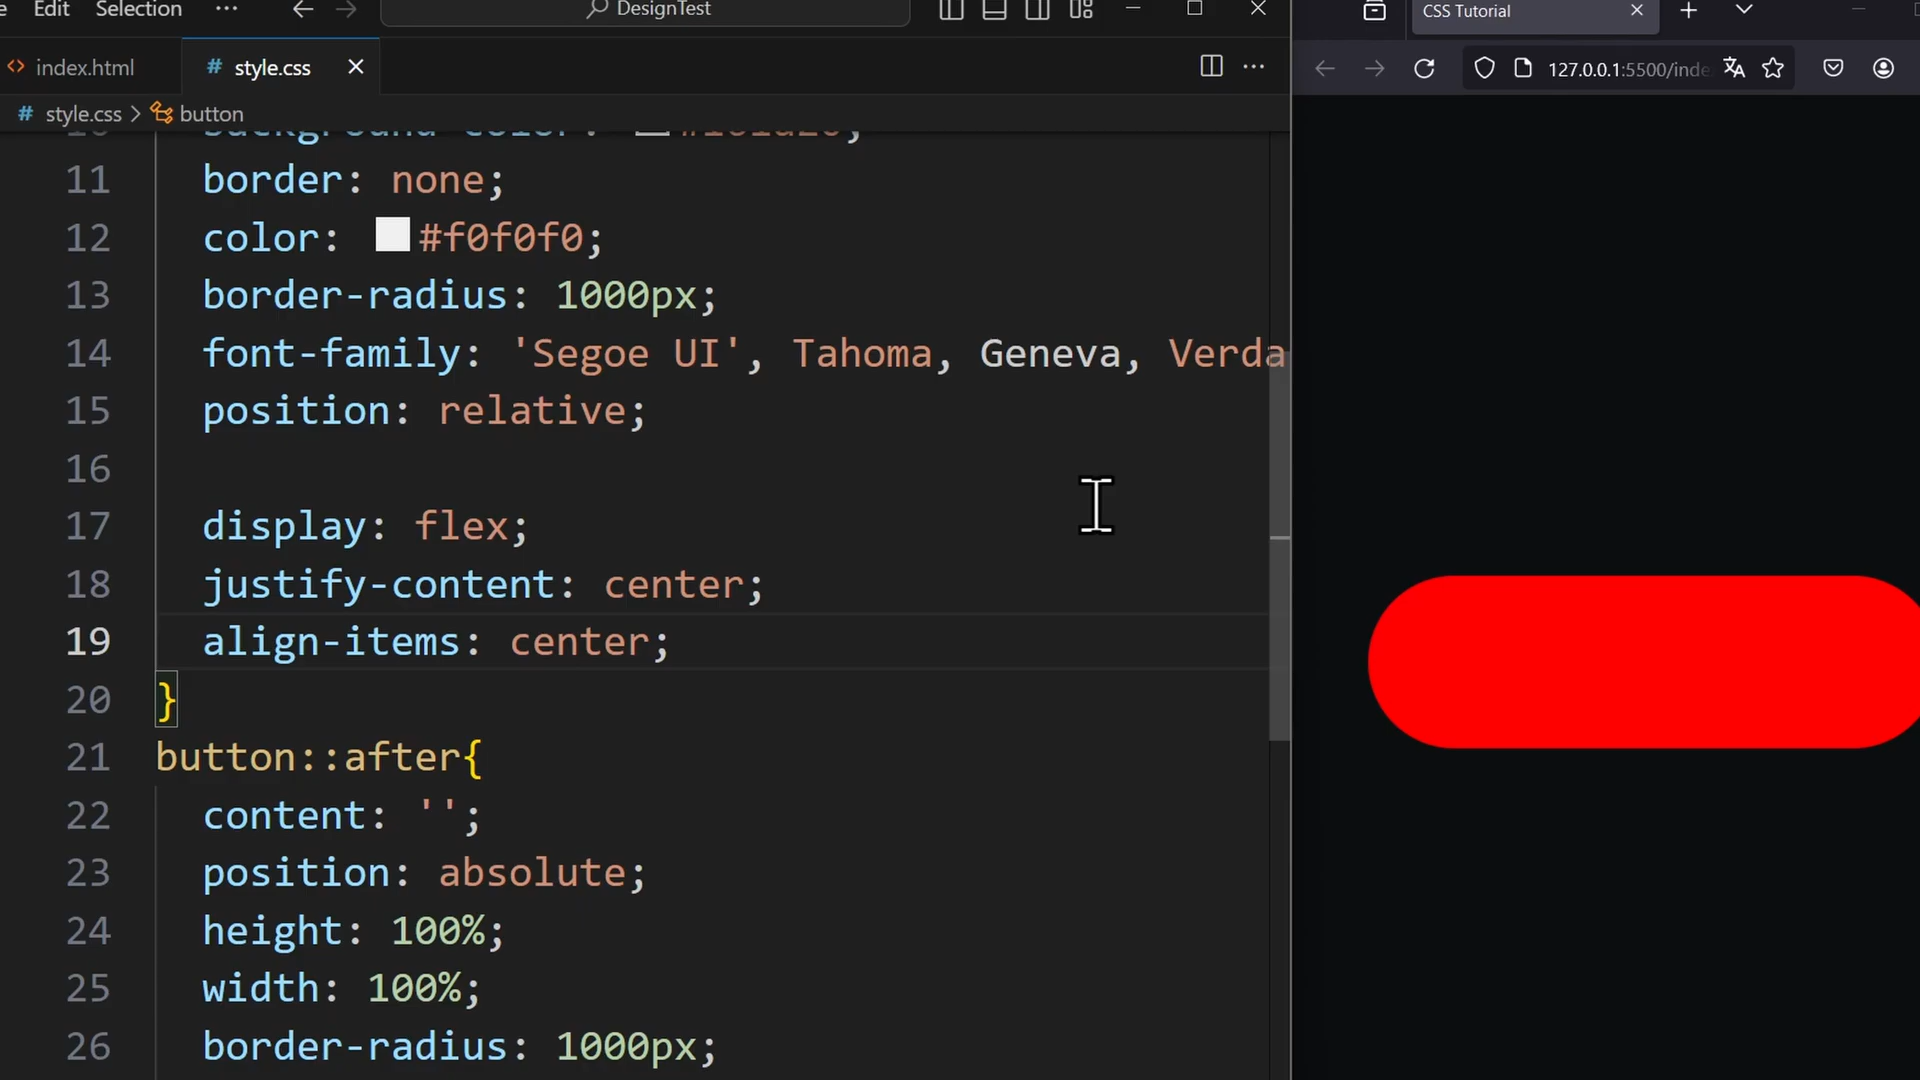 Edit Selection ···
DesignTest
index.html
# style.css
# style.css > button
11 border: none;
12 color: #f0f0f0;
13 border-radius: 1000px;
14 font-family: 'Segoe UI', Tahoma, Geneva, Verda
15 position: relative;
16
17 display: flex;
18 justify-content: center;
19 align-items: center;
20 }
21 button::after{
22 content: '';
23 position: absolute;
24 height: 100%;
25 width: 100%;
26 border-radius: 1000px;
CSS Tutorial
127.0.0.1:5500/inde